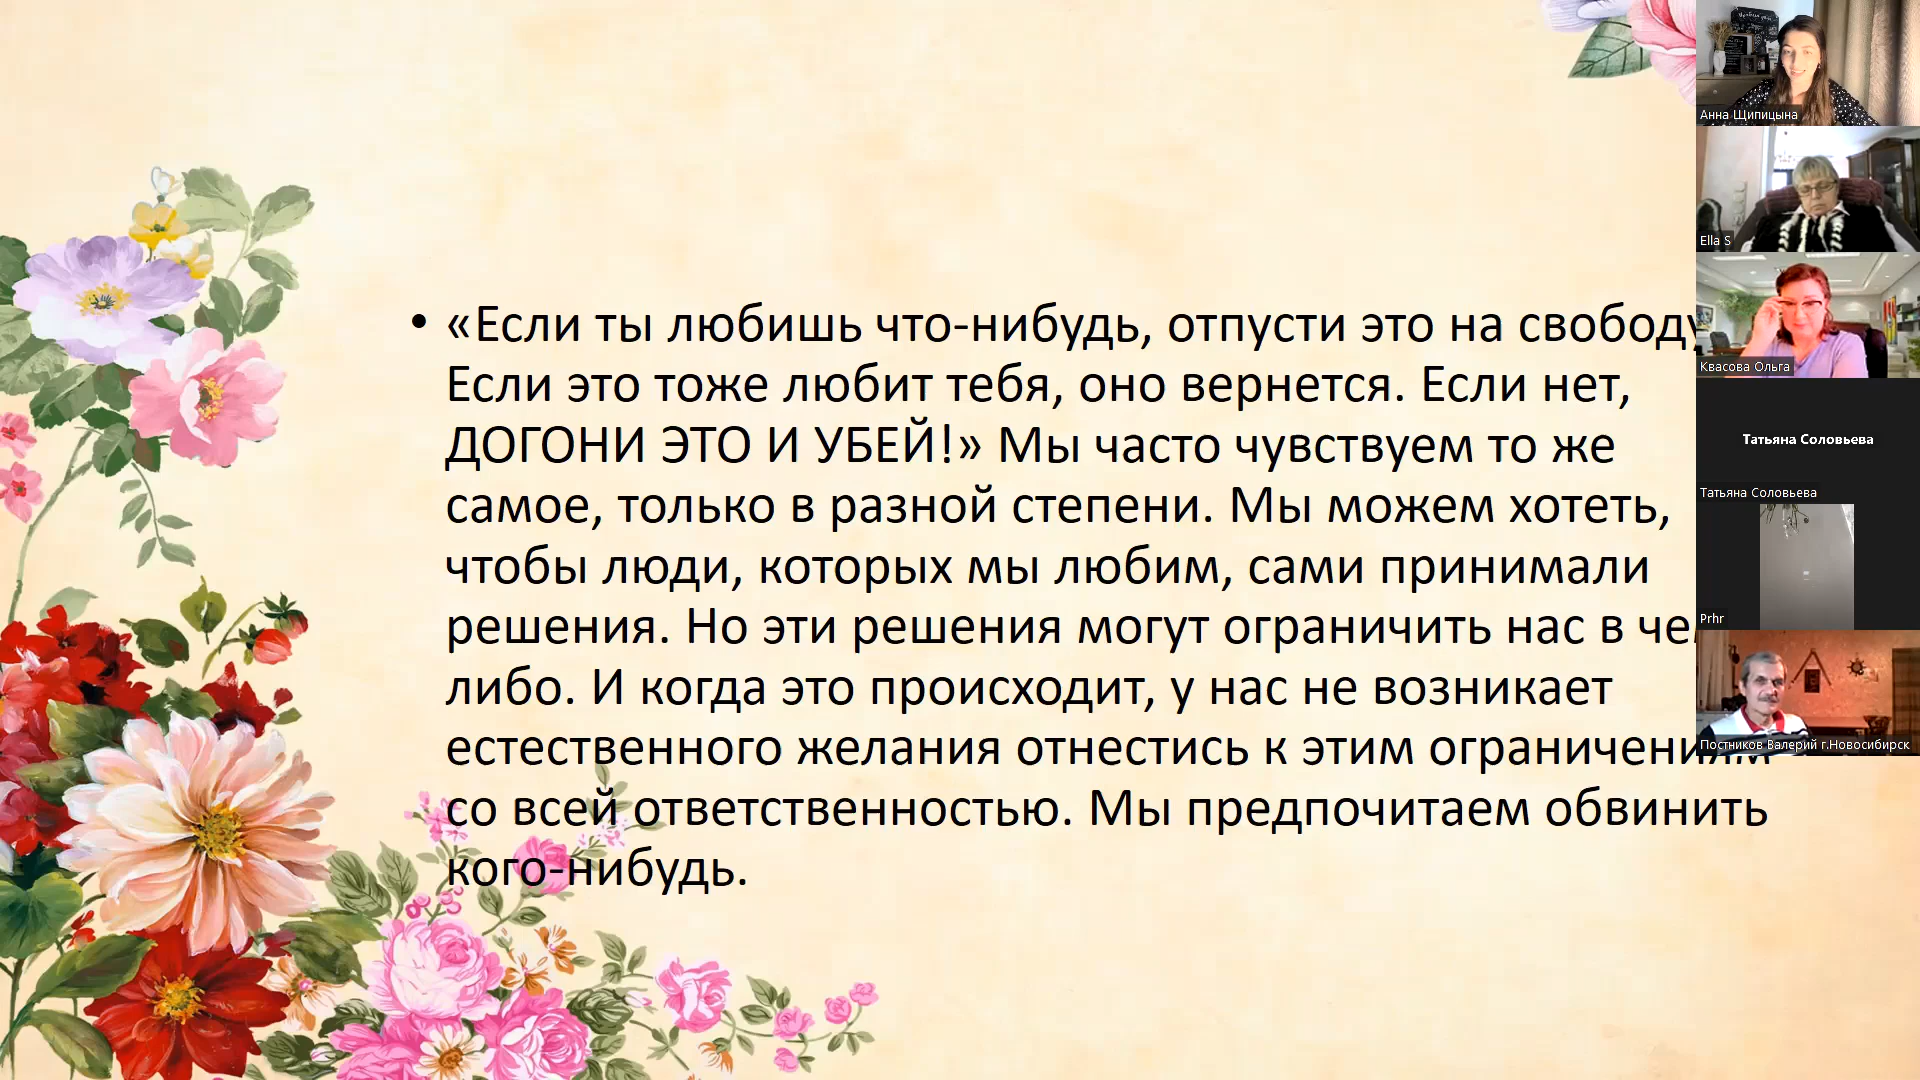 • «Если ты любишь что-нибудь, отпусти это на свободу
Если это тоже любит тебя, оно вернется. Если нет,
ДОГОНИ ЭТО И УБЕЙ!» Мы часто чувствуем то же
самое, только в разной степени. Мы можем хотеть,
чтобы люди, которых мы любим, сами принимали
решения. Но эти решения могут ограничить нас в
либо. И когда это происходит, у нас не возникает
естественного желания отнестись к этим ограничениям
со всей ответственностью. Мы предпочитаем обвинить
кого-нибудь.
Анна Щипицына
Ella S
Квасова Ольга
Татьяна Соловьева
Татьяна Соловьева
Prhr
Постников Валерий г.Новосибирск